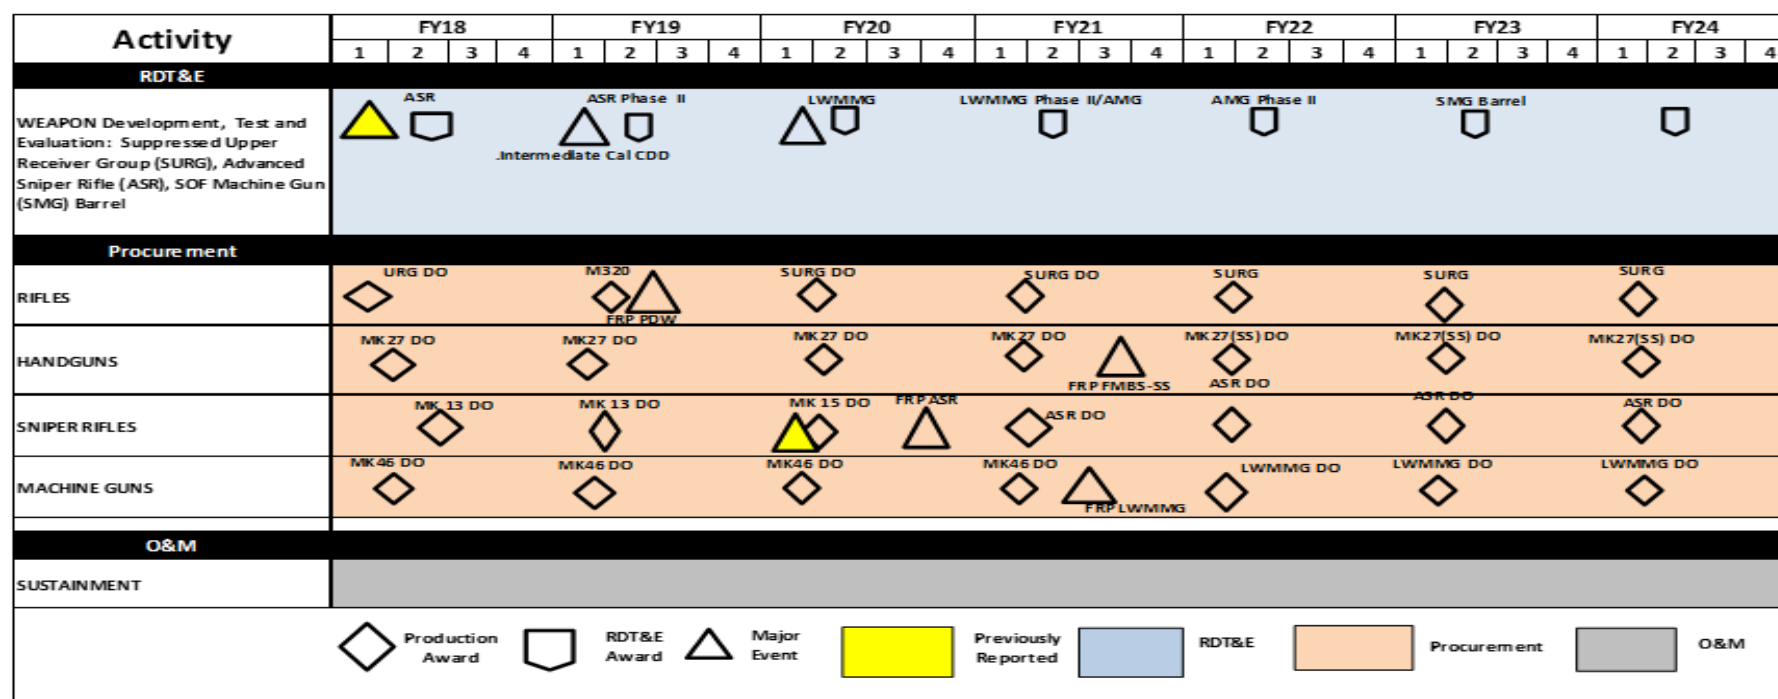 Activity
FY18 FY19 FY20 FY21 FY22 FY23 FY24
1 2 3 4 1 2 3 4 1 2 3 4 1 2 3 4 1 2 3 4 1 2 3 4 1 2 3 4
RDT&E
WEAPON Development, Test and
Evaluation: Suppressed Upper
Receiver Group (SURG), Advanced
Sniper Rifle (ASR), SOF Machine Gun
(SMG) Barrel
ASR ASR Phase II LWMMG LWMMG Phase II/AMG AMG Phase II SMG Barrel
.Intermediate Cal CDD
Procurement
RIFLES
URG DO M320 SURG DO SURG DO SURG SURG SURG
FRP PDW
HANDGUNS
MK27 DO MK27 DO MK27 DO MK27 DO MK27(SS) DO MK27(SS) DO MK27(SS) DO
FRP FMBS-SS ASR DO
SNIPER RIFLES
MK 13 DO MK 13 DO MK 15 DO FRP ASR ASR DO ASR DO ASR DO
MACHINE GUNS
MK46 DO MK46 DO MK46 DO MK46 DO LWMMG DO LWMMG DO LWMMG DO
FRP LWMMG
O&M
SUSTAINMENT
Production
Award
RDT&E
Award
Major
Event
Previously
Reported
RDT&E
Procurement
O&M